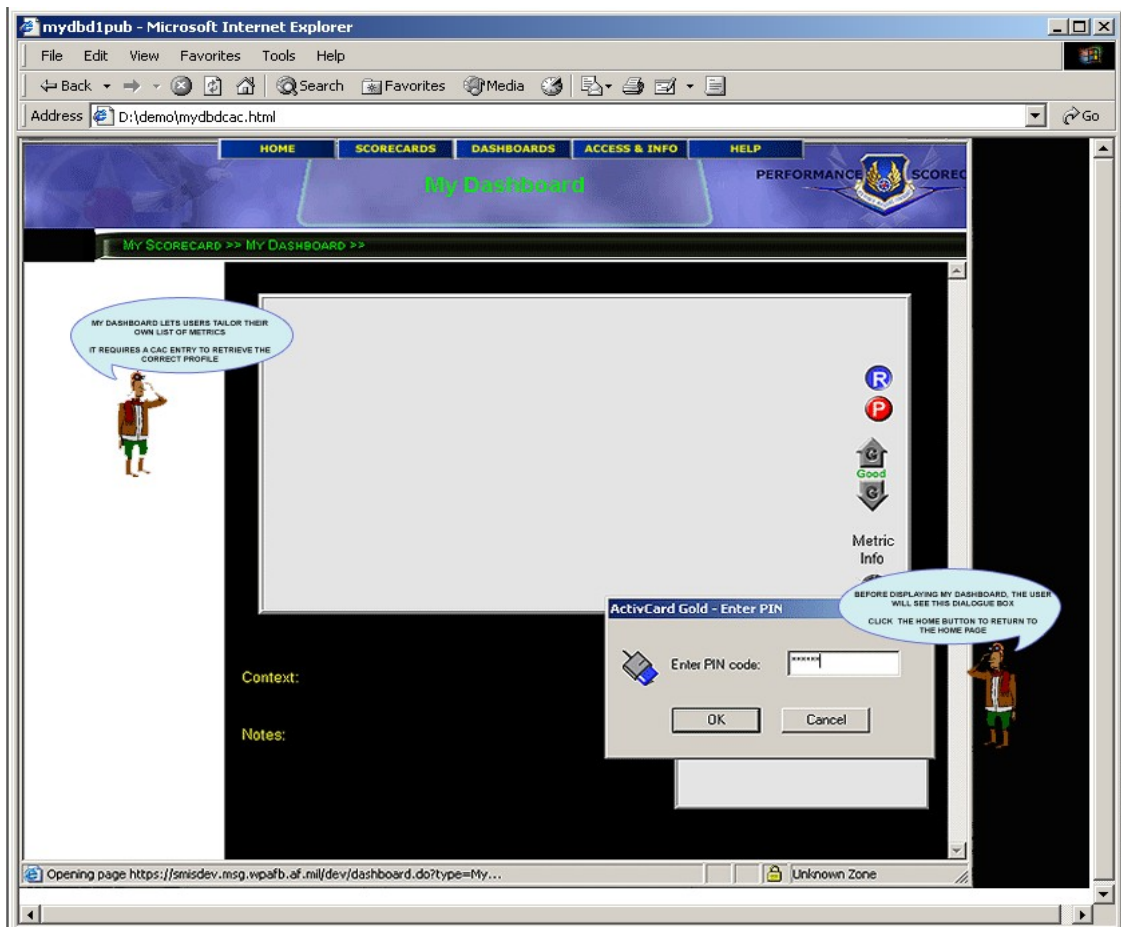 mydbd1pub - Microsoft Internet Explorer
File Edit View Favorites Tools Help
Back Search Favorites Media
Address D:\demo\mydbdcac.html Go
HOME SCORECARDS DASHBOARDS ACCESS & INFO HELP
My Dashboard
PERFORMANCE SCOREC
MY SCORECARD >> MY DASHBOARD >>
MY DASHBOARD LETS USERS TAILOR THEIR
OWN LIST OF METRICS
IT REQUIRES A CAC ENTRY TO RETRIEVE THE
CORRECT PROFILE
R
P
G
Good
G
Metric
Info
BEFORE DISPLAYING MY DASHBOARD, THE USER
WILL SEE THIS DIALOGUE BOX
CLICK THE HOME BUTTON TO RETURN TO
THE HOME PAGE
ActivCard Gold - Enter PIN
Enter PIN code: ******
OK Cancel
Context:
Notes:
Opening page https://smisdev.msg.wpafb.af.mil/dev/dashboard.do?type=My... Unknown Zone